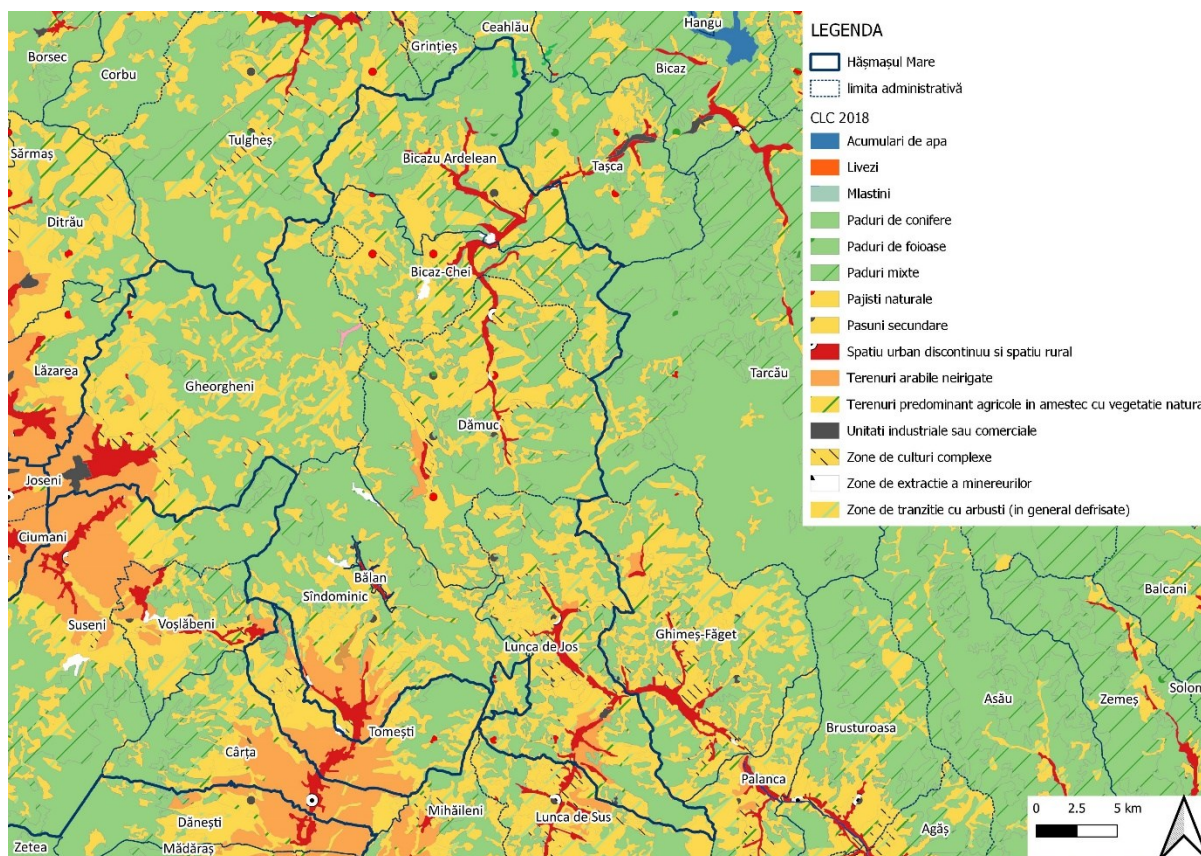 Borsec
Corbu
Grințieș
Ceahlău
Hangu
Bicaz
Tulgheș
Sărmaș
Bicazu Ardelean
Tașca
Ditrău
Bicaz-Chei
Lăzarea
Gheorgheni
Tarcău
Dămuc
Joseni
Ciumani
Bălan
Sîndominic
Suseni
Voșlăbeni
Lunca de Jos
Ghimeș-Făget
Balcani
Asău
Zemeș
Solon
Brusturoasa
Tomești
Cârța
Palanca
Mihăileni
Lunca de Sus
Dănești
Agăș
Zetea
Mădăraș
LEGENDA
Hășmașul Mare
limita administrativă
CLC 2018
Acumulari de apa
Livezi
Mlastini
Paduri de conifere
Paduri de foioase
Paduri mixte
Pajisti naturale
Pasuni secundare
Spatiu urban discontinuu si spatiu rural
Terenuri arabile neirigate
Terenuri predominant agricole in amestec cu vegetatie natura
Unitati industriale sau comerciale
Zone de culturi complexe
Zone de extractie a minereurilor
Zone de tranzitie cu arbusti (in general defrisate)
0 2.5 5 km